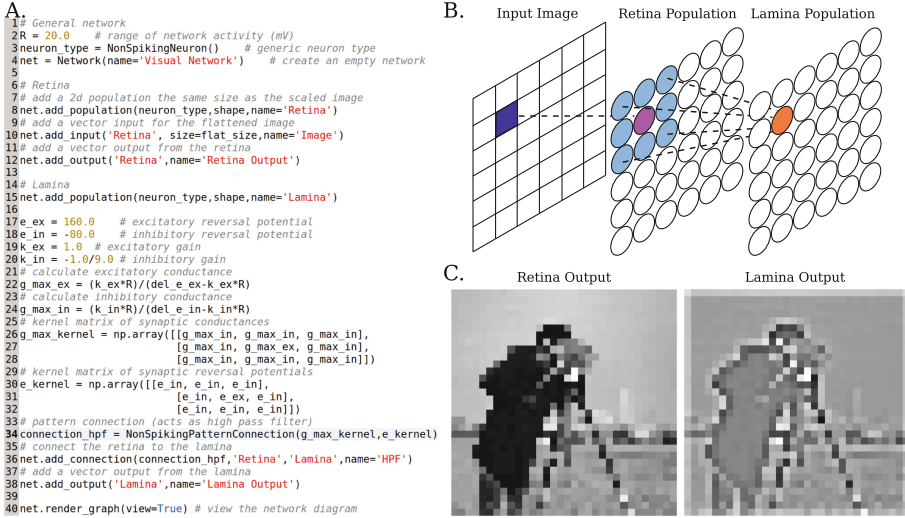 A.
1 # General network
2 R = 20.0    # range of network activity (mV)
3 neuron_type = NonSpikingNeuron()    # generic neuron type
4 net = Network(name='Visual Network')    # create an empty network
5
6 # Retina
7 # add a 2d population the same size as the scaled image
8 net.add_population(neuron_type,shape,name='Retina')
9 # add a vector input for the flattened image
10 net.add_input('Retina', size=flat_size,name='Image')
11 # add a vector output from the retina
12 net.add_output('Retina',name='Retina Output')
13
14 # Lamina
15 net.add_population(neuron_type,shape,name='Lamina')
16
17 e_ex = 160.0    # excitatory reversal potential
18 e_in = -80.0    # inhibitory reversal potential
19 k_ex = 1.0  # excitatory gain
20 k_in = -1.0/9.0 # inhibitory gain
21 # calculate excitatory conductance
22 g_max_ex = (k_ex*R)/(del_e_ex-k_ex*R)
23 # calculate inhibitory conductance
24 g_max_in = (k_in*R)/(del_e_in-k_in*R)
25 # kernel matrix of synaptic conductances
26 g_max_kernel = np.array([[g_max_in, g_max_in, g_max_in],
27                          [g_max_in, g_max_ex, g_max_in],
28                          [g_max_in, g_max_in, g_max_in]])
29 # kernel matrix of synaptic reversal potentials
30 e_kernel = np.array([[e_in, e_in, e_in],
31                      [e_in, e_ex, e_in],
32                      [e_in, e_in, e_in]])
33 # pattern connection (acts as high pass filter)
34 connection_hpf = NonSpikingPatternConnection(g_max_kernel,e_kernel)
35 # connect the retina to the lamina
36 net.add_connection(connection_hpf,'Retina','Lamina',name='HPF')
37 # add a vector output from the lamina
38 net.add_output('Lamina',name='Lamina Output')
39
40 net.render_graph(view=True) # view the network diagram
B.
Input Image
Retina Population
Lamina Population
C.
Retina Output
Lamina Output